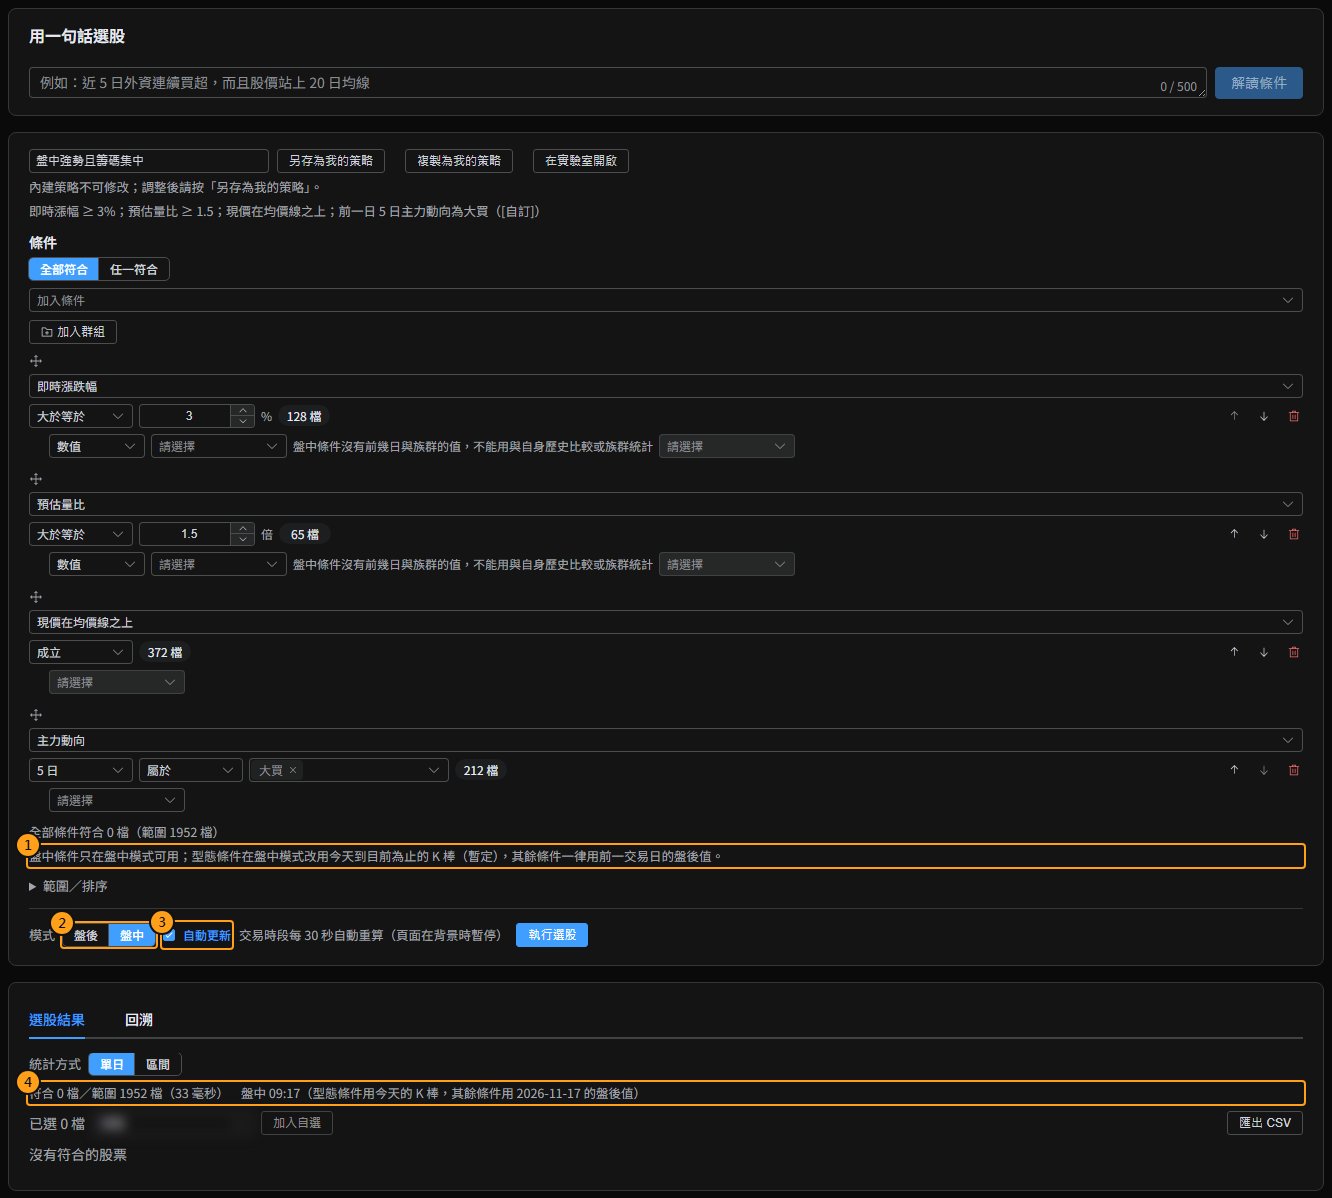 用一句話選股
例如：近 5 日外資連續買超，而且股價站上 20 日均線
0 / 500
解讀條件
盤中強勢且籌碼集中
另存為我的策略
複製為我的策略
在實驗室開啟
內建策略不可修改；調整後請按「另存為我的策略」。
即時漲幅 ≥ 3%；預估量比 ≥ 1.5；現價在均價線之上；前一日 5 日主力動向為大買（[自訂]）
條件
全部符合 任一符合
加入條件
加入群組
即時漲跌幅
大於等於 3 % 128 檔
數值 請選擇 盤中條件沒有前幾日與族群的值，不能用與自身歷史比較或族群統計 請選擇
預估量比
大於等於 1.5 倍 65 檔
數值 請選擇 盤中條件沒有前幾日與族群的值，不能用與自身歷史比較或族群統計 請選擇
現價在均價線之上
成立 372 檔
請選擇
主力動向
5 日 屬於 大買 × 212 檔
請選擇
全部條件符合 0 檔（範圍 1952 檔）
1
盤中條件只在盤中模式可用；型態條件在盤中模式改用今天到目前為止的 K 棒（暫定），其餘條件一律用前一交易日的盤後值。
▶ 範圍／排序
2 3
模式 盤後 盤中 自動更新 交易時段每 30 秒自動重算（頁面在背景時暫停） 執行選股
選股結果 回溯
統計方式 單日 區間
4
符合 0 檔／範圍 1952 檔（33 毫秒） 盤中 09:17（型態條件用今天的 K 棒，其餘條件用 2026-11-17 的盤後值）
已選 0 檔 加入自選 匯出 CSV
沒有符合的股票